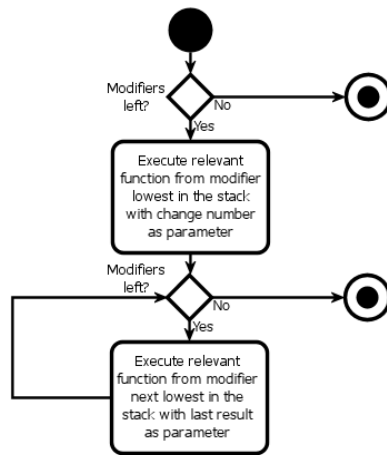 Modifiers
left?
No
Yes
Execute relevant
function from modifier
lowest in the stack
with change number
as parameter
Modifiers
left?
No
Yes
Execute relevant
function from modifier
next lowest in the
stack with last result
as parameter